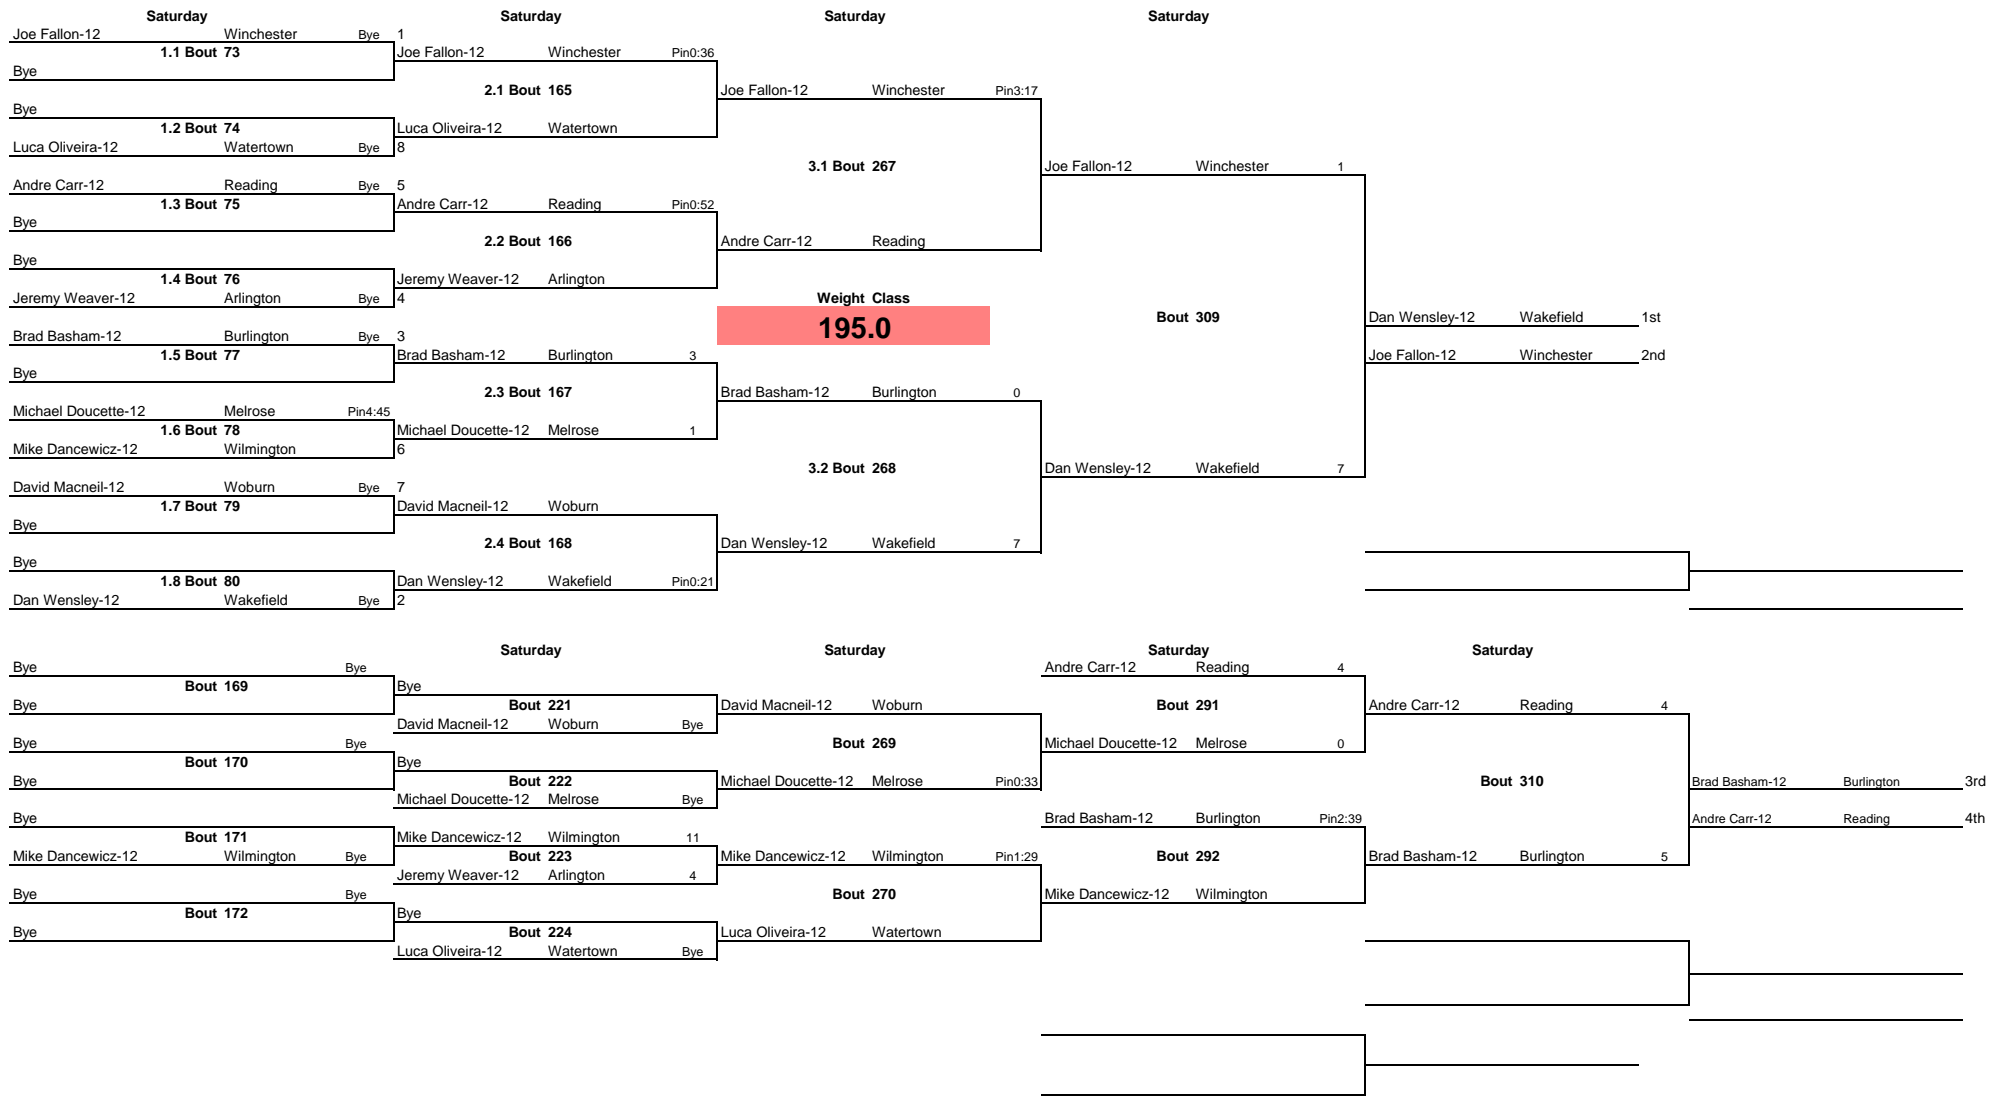 Saturday Saturday Saturday Saturday
Joe Fallon-12 Winchester Bye 1
1.1 Bout 73 Joe Fallon-12 Winchester Pin0:36
Bye
2.1 Bout 165 Joe Fallon-12 Winchester Pin3:17
Bye
1.2 Bout 74 Luca Oliveira-12 Watertown
Luca Oliveira-12 Watertown Bye 8
3.1 Bout 267 Joe Fallon-12 Winchester 1
Andre Carr-12 Reading Bye 5
1.3 Bout 75 Andre Carr-12 Reading Pin0:52
Bye
2.2 Bout 166 Andre Carr-12 Reading
Bye
1.4 Bout 76 Jeremy Weaver-12 Arlington
Jeremy Weaver-12 Arlington Bye 4 Weight Class
195.0 Bout 309 Dan Wensley-12 Wakefield 1st
Brad Basham-12 Burlington Bye 3
1.5 Bout 77 Brad Basham-12 Burlington 3 Joe Fallon-12 Winchester 2nd
Bye
2.3 Bout 167 Brad Basham-12 Burlington 0
Michael Doucette-12 Melrose Pin4:45
1.6 Bout 78 Michael Doucette-12 Melrose 1
Mike Dancewicz-12 Wilmington 6
3.2 Bout 268 Dan Wensley-12 Wakefield 7
David Macneil-12 Woburn Bye 7
1.7 Bout 79 David Macneil-12 Woburn
Bye
2.4 Bout 168 Dan Wensley-12 Wakefield 7
Bye
1.8 Bout 80 Dan Wensley-12 Wakefield Pin0:21
Dan Wensley-12 Wakefield Bye 2
Saturday Saturday Saturday Saturday
Bye Bye Andre Carr-12 Reading 4
Bout 169 Bye
Bye Bout 221 David Macneil-12 Woburn Bout 291 Andre Carr-12 Reading 4
David Macneil-12 Woburn Bye
Bye Bye Bout 269 Michael Doucette-12 Melrose 0
Bout 170 Bye
Bye Bout 222 Michael Doucette-12 Melrose Pin0:33 Bout 310 Brad Basham-12 Burlington 3rd
Michael Doucette-12 Melrose Bye
Bye Brad Basham-12 Burlington Pin2:39 Andre Carr-12 Reading 4th
Bout 171 Mike Dancewicz-12 Wilmington 11
Mike Dancewicz-12 Wilmington Bye Bout 223 Mike Dancewicz-12 Wilmington Pin1:29 Bout 292 Brad Basham-12 Burlington 5
Jeremy Weaver-12 Arlington 4
Bye Bye Bout 270 Mike Dancewicz-12 Wilmington
Bout 172 Bye
Bye Bout 224 Luca Oliveira-12 Watertown
Luca Oliveira-12 Watertown Bye